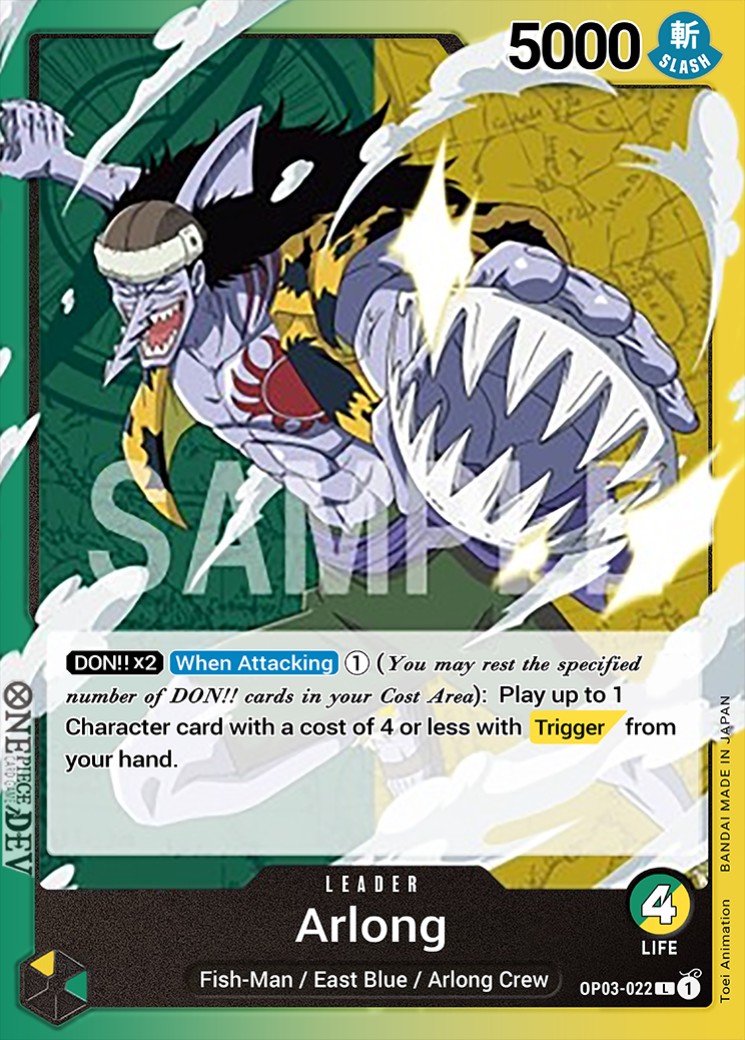 5000
斬
SLASH
SAMPLE
DON!! x2 When Attacking ① (You may rest the specified
number of DON!! cards in your Cost Area): Play up to 1
Character card with a cost of 4 or less with Trigger from
your hand.
ONE PIECE DEV
CARD GAME
LEADER
Arlong
4
LIFE
Fish-Man / East Blue / Arlong Crew
OP03-022 L 1
Toei Animation BANDAI MADE IN JAPAN